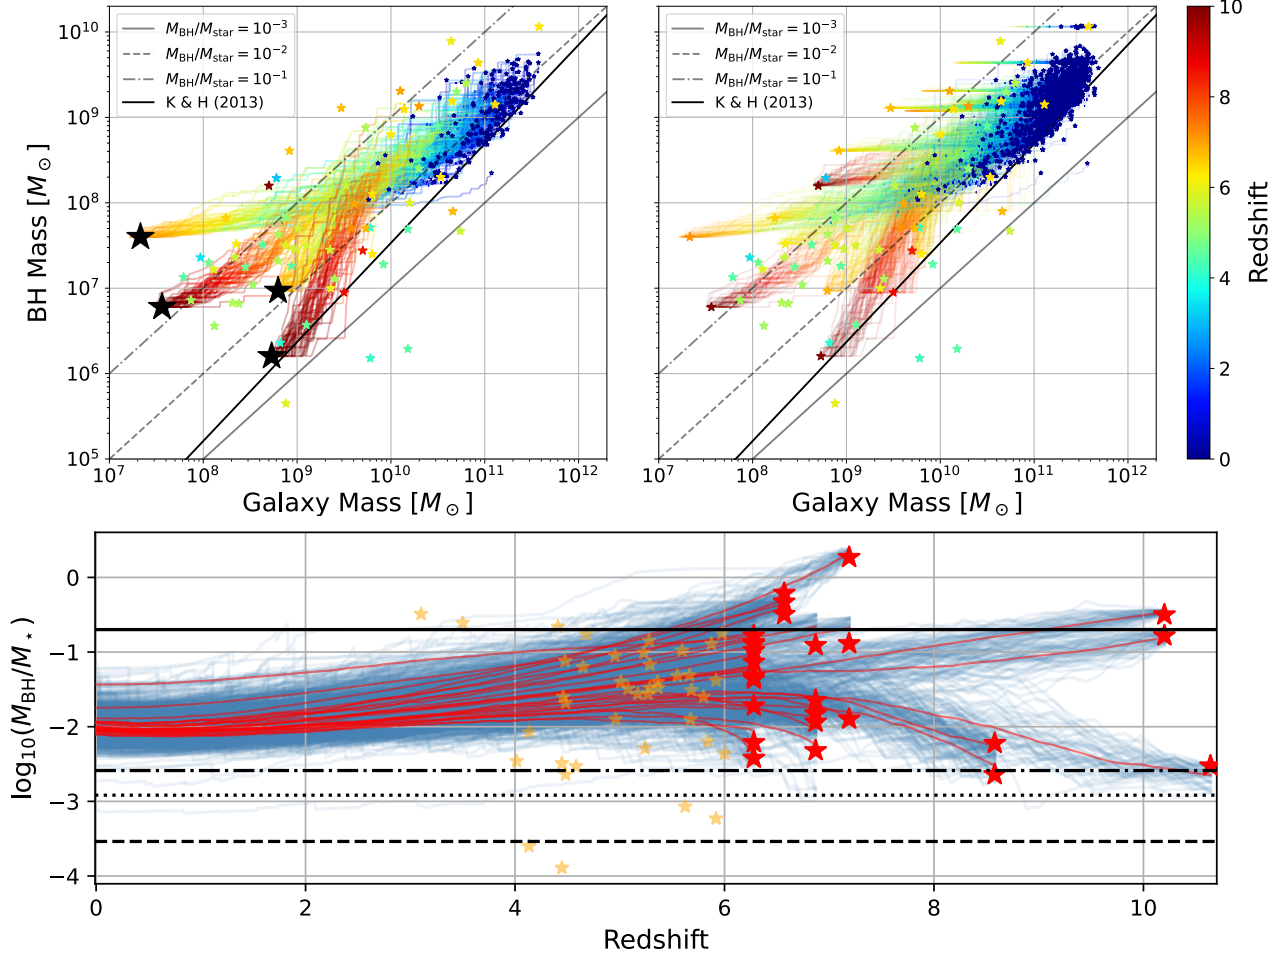 BH Mass [M⊙]
10^10
10^9
10^8
10^7
10^6
10^5
M_BH/M_star = 10^−3
M_BH/M_star = 10^−2
M_BH/M_star = 10^−1
K & H (2013)
10^7 10^8 10^9 10^10 10^11 10^12
Galaxy Mass [M⊙]
M_BH/M_star = 10^−3
M_BH/M_star = 10^−2
M_BH/M_star = 10^−1
K & H (2013)
10^7 10^8 10^9 10^10 10^11 10^12
Galaxy Mass [M⊙]
10
8
6
4
2
0
Redshift
log_10(M_BH/M_⋆)
0
−1
−2
−3
−4
0 2 4 6 8 10
Redshift